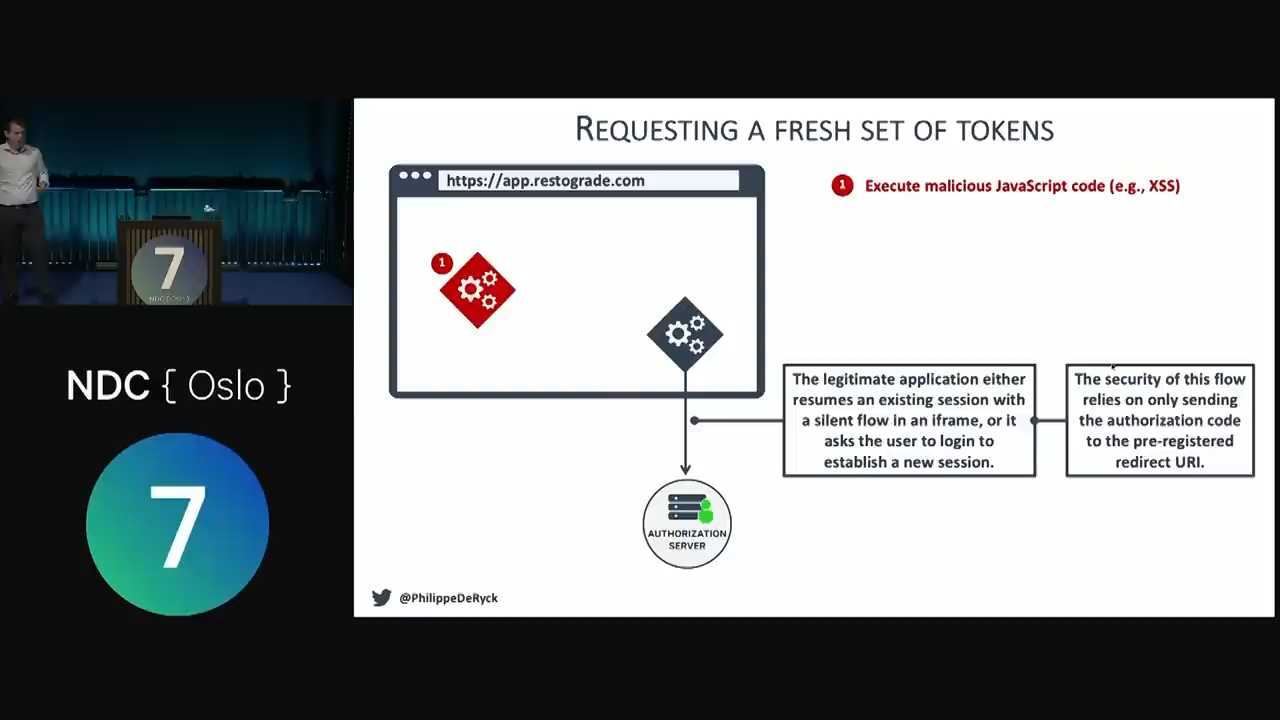 REQUESTING A FRESH SET OF TOKENS
https://app.restograde.com
1 Execute malicious JavaScript code (e.g., XSS)
1
The legitimate application either
resumes an existing session with
a silent flow in an iframe, or it
asks the user to login to
establish a new session.
The security of this flow
relies on only sending
the authorization code
to the pre-registered
redirect URI.
AUTHORIZATION
SERVER
@PhilippeDeRyck
7
NDC { Oslo }
NDC { Oslo }
7